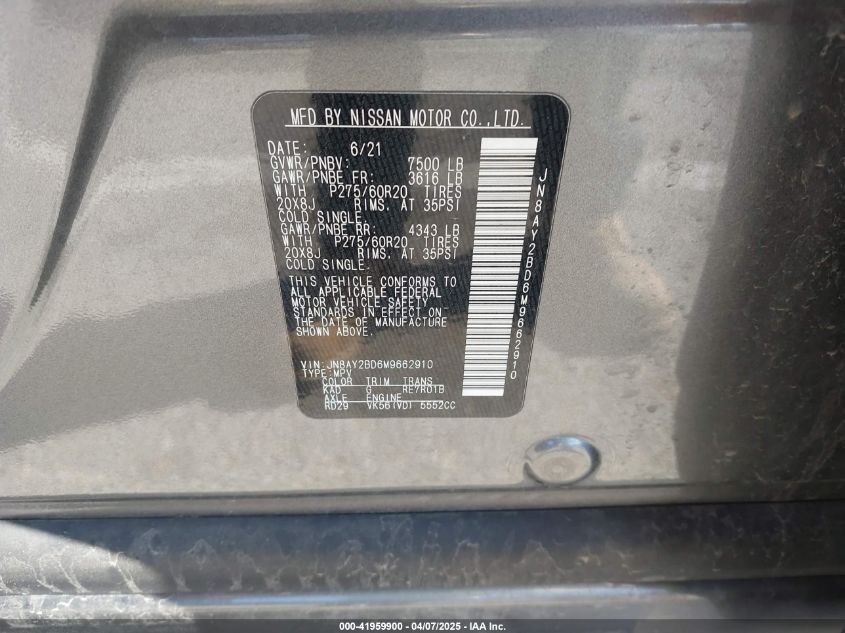 MFD BY NISSAN MOTOR CO.,LTD.
DATE: 6/21
GVWR/PNBV: 7500 LB
GAWR/PNBE FR: 3616 LB
WITH P275/60R20 TIRES
20X8J RIMS. AT 35PSI
COLD SINGLE.
GAWR/PNBE RR: 4343 LB
WITH P275/60R20 TIRES
20X8J RIMS. AT 35PSI
COLD SINGLE.
THIS VEHICLE CONFORMS TO
ALL APPLICABLE FEDERAL
MOTOR VEHICLE SAFETY
STANDARDS IN EFFECT ON
THE DATE OF MANUFACTURE
SHOWN ABOVE.
VIN:JN8AY2BD6M9662910
TYPE:MPV
COLOR TRIM TRANS
KAD G RE7R01B
AXLE ENGINE
RD29 VK56(VD) 5552CC
JN8AY2BD6M9662910
000-41959900 - 04/07/2025 - IAA Inc.